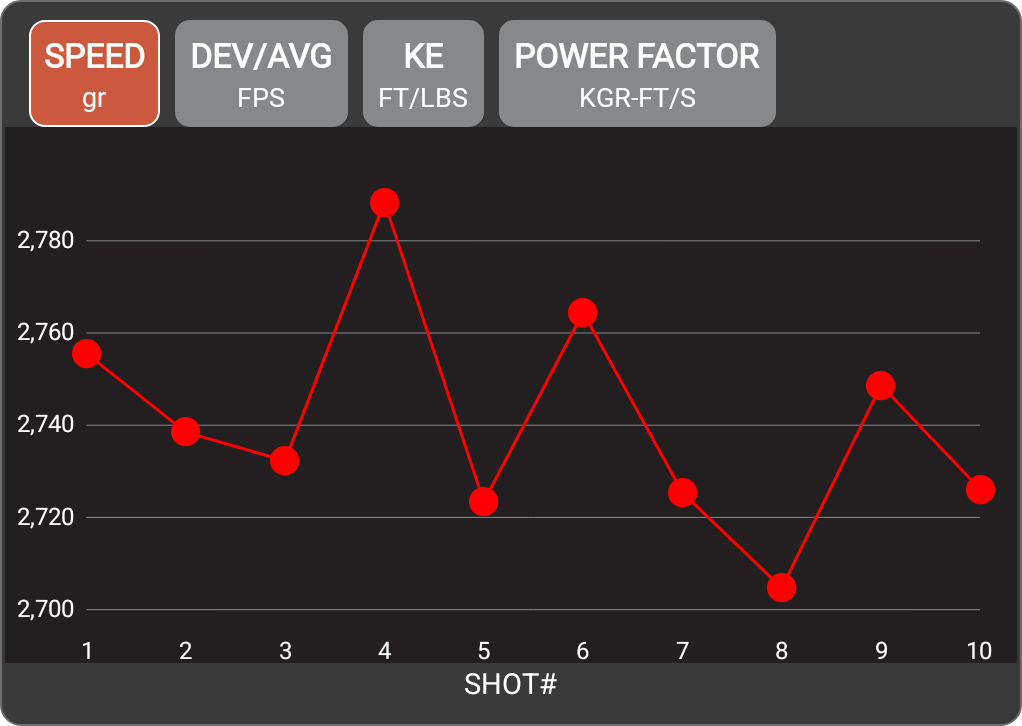 SPEED DEV/AVG KE POWER FACTOR
gr FPS FT/LBS KGR-FT/S
2,780
2,760
2,740
2,720
2,700
1 2 3 4 5 6 7 8 9 10
SHOT#